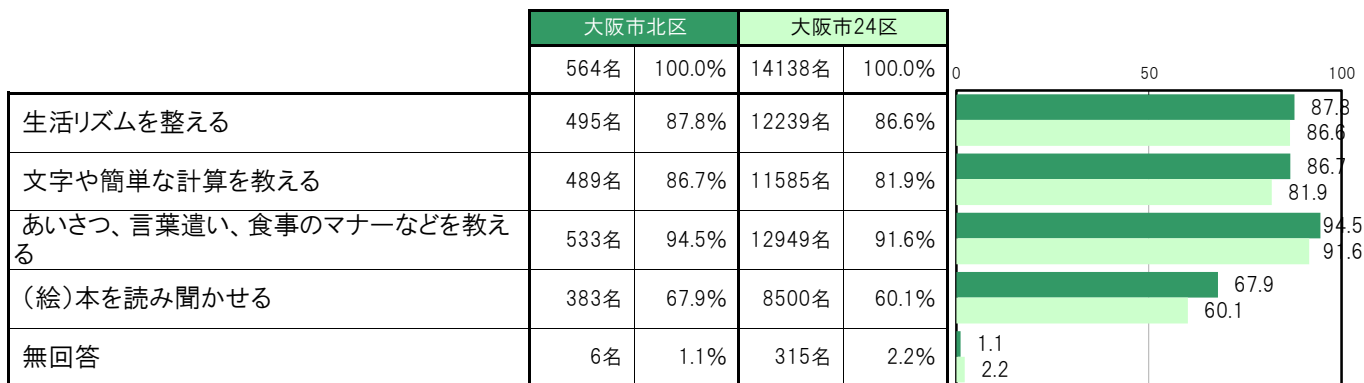 大阪市北区 大阪市24区
564名 100.0% 14138名 100.0%
0 50 100
生活リズムを整える 495名 87.8% 12239名 86.6%
87.8
86.6
文字や簡単な計算を教える 489名 86.7% 11585名 81.9%
86.7
81.9
あいさつ、言葉遣い、食事のマナーなどを教え
る 533名 94.5% 12949名 91.6%
94.5
91.6
（絵）本を読み聞かせる 383名 67.9% 8500名 60.1%
67.9
60.1
無回答 6名 1.1% 315名 2.2%
1.1
2.2